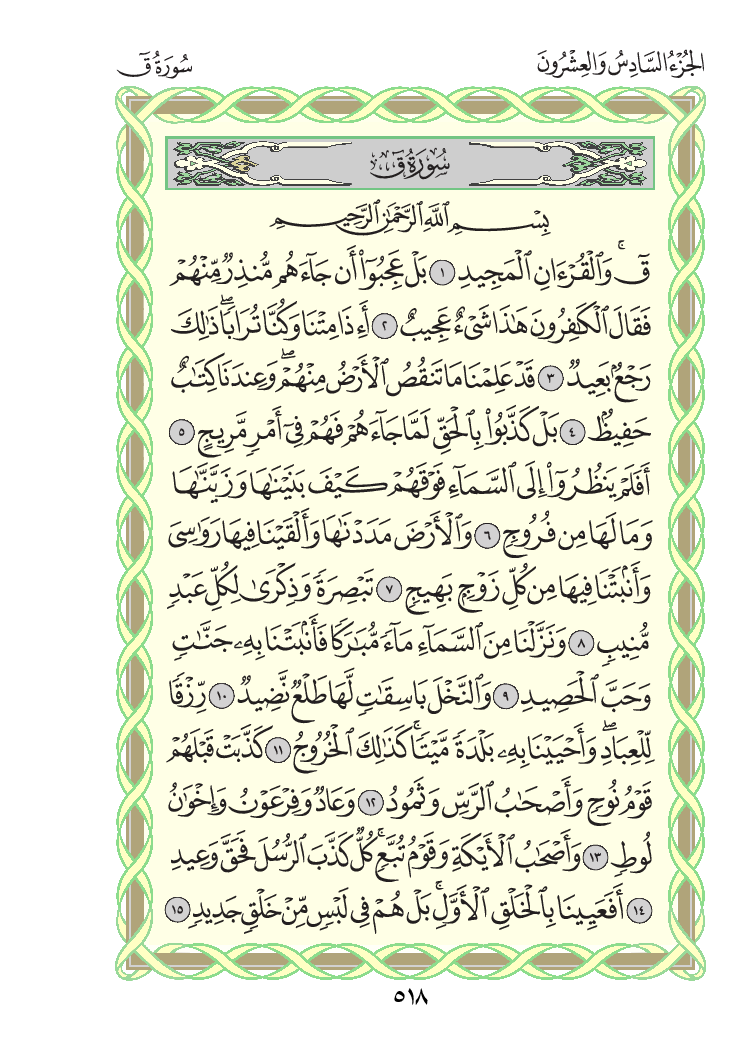 الجُزْءُ السَّادِسُ وَالعِشْرُونَ
سُورَةُ قٓ
سُورَةُ قٓ
بِسْمِ ٱللَّهِ ٱلرَّحْمَٰنِ ٱلرَّحِيمِ
قٓۚ وَٱلْقُرْءَانِ ٱلْمَجِيدِ ١ بَلْ عَجِبُوٓا۟ أَن جَآءَهُم مُّنذِرٌ مِّنْهُمْ
فَقَالَ ٱلْكَٰفِرُونَ هَٰذَا شَىْءٌ عَجِيبٌ ٢ أَءِذَا مِتْنَا وَكُنَّا تُرَابًاۖ ذَٰلِكَ
رَجْعٌۢ بَعِيدٌ ٣ قَدْ عَلِمْنَا مَا تَنقُصُ ٱلْأَرْضُ مِنْهُمْۖ وَعِندَنَا كِتَٰبٌ
حَفِيظٌۢ ٤ بَلْ كَذَّبُوا۟ بِٱلْحَقِّ لَمَّا جَآءَهُمْ فَهُمْ فِىٓ أَمْرٍ مَّرِيجٍ ٥
أَفَلَمْ يَنظُرُوٓا۟ إِلَى ٱلسَّمَآءِ فَوْقَهُمْ كَيْفَ بَنَيْنَٰهَا وَزَيَّنَّٰهَا
وَمَا لَهَا مِن فُرُوجٍ ٦ وَٱلْأَرْضَ مَدَدْنَٰهَا وَأَلْقَيْنَا فِيهَا رَوَٰسِىَ
وَأَنۢبَتْنَا فِيهَا مِن كُلِّ زَوْجٍۭ بَهِيجٍ ٧ تَبْصِرَةً وَذِكْرَىٰ لِكُلِّ عَبْدٍ
مُّنِيبٍ ٨ وَنَزَّلْنَا مِنَ ٱلسَّمَآءِ مَآءً مُّبَٰرَكًا فَأَنۢبَتْنَا بِهِۦ جَنَّٰتٍ
وَحَبَّ ٱلْحَصِيدِ ٩ وَٱلنَّخْلَ بَاسِقَٰتٍ لَّهَا طَلْعٌ نَّضِيدٌ ١٠ رِّزْقًا
لِّلْعِبَادِۖ وَأَحْيَيْنَا بِهِۦ بَلْدَةً مَّيْتًاۚ كَذَٰلِكَ ٱلْخُرُوجُ ١١ كَذَّبَتْ قَبْلَهُمْ
قَوْمُ نُوحٍ وَأَصْحَٰبُ ٱلرَّسِّ وَثَمُودُ ١٢ وَعَادٌ وَفِرْعَوْنُ وَإِخْوَٰنُ
لُوطٍ ١٣ وَأَصْحَٰبُ ٱلْأَيْكَةِ وَقَوْمُ تُبَّعٍۚ كُلٌّ كَذَّبَ ٱلرُّسُلَ فَحَقَّ وَعِيدِ
١٤ أَفَعَيِينَا بِٱلْخَلْقِ ٱلْأَوَّلِۚ بَلْ هُمْ فِى لَبْسٍ مِّنْ خَلْقٍ جَدِيدٍ ١٥
٥١٨